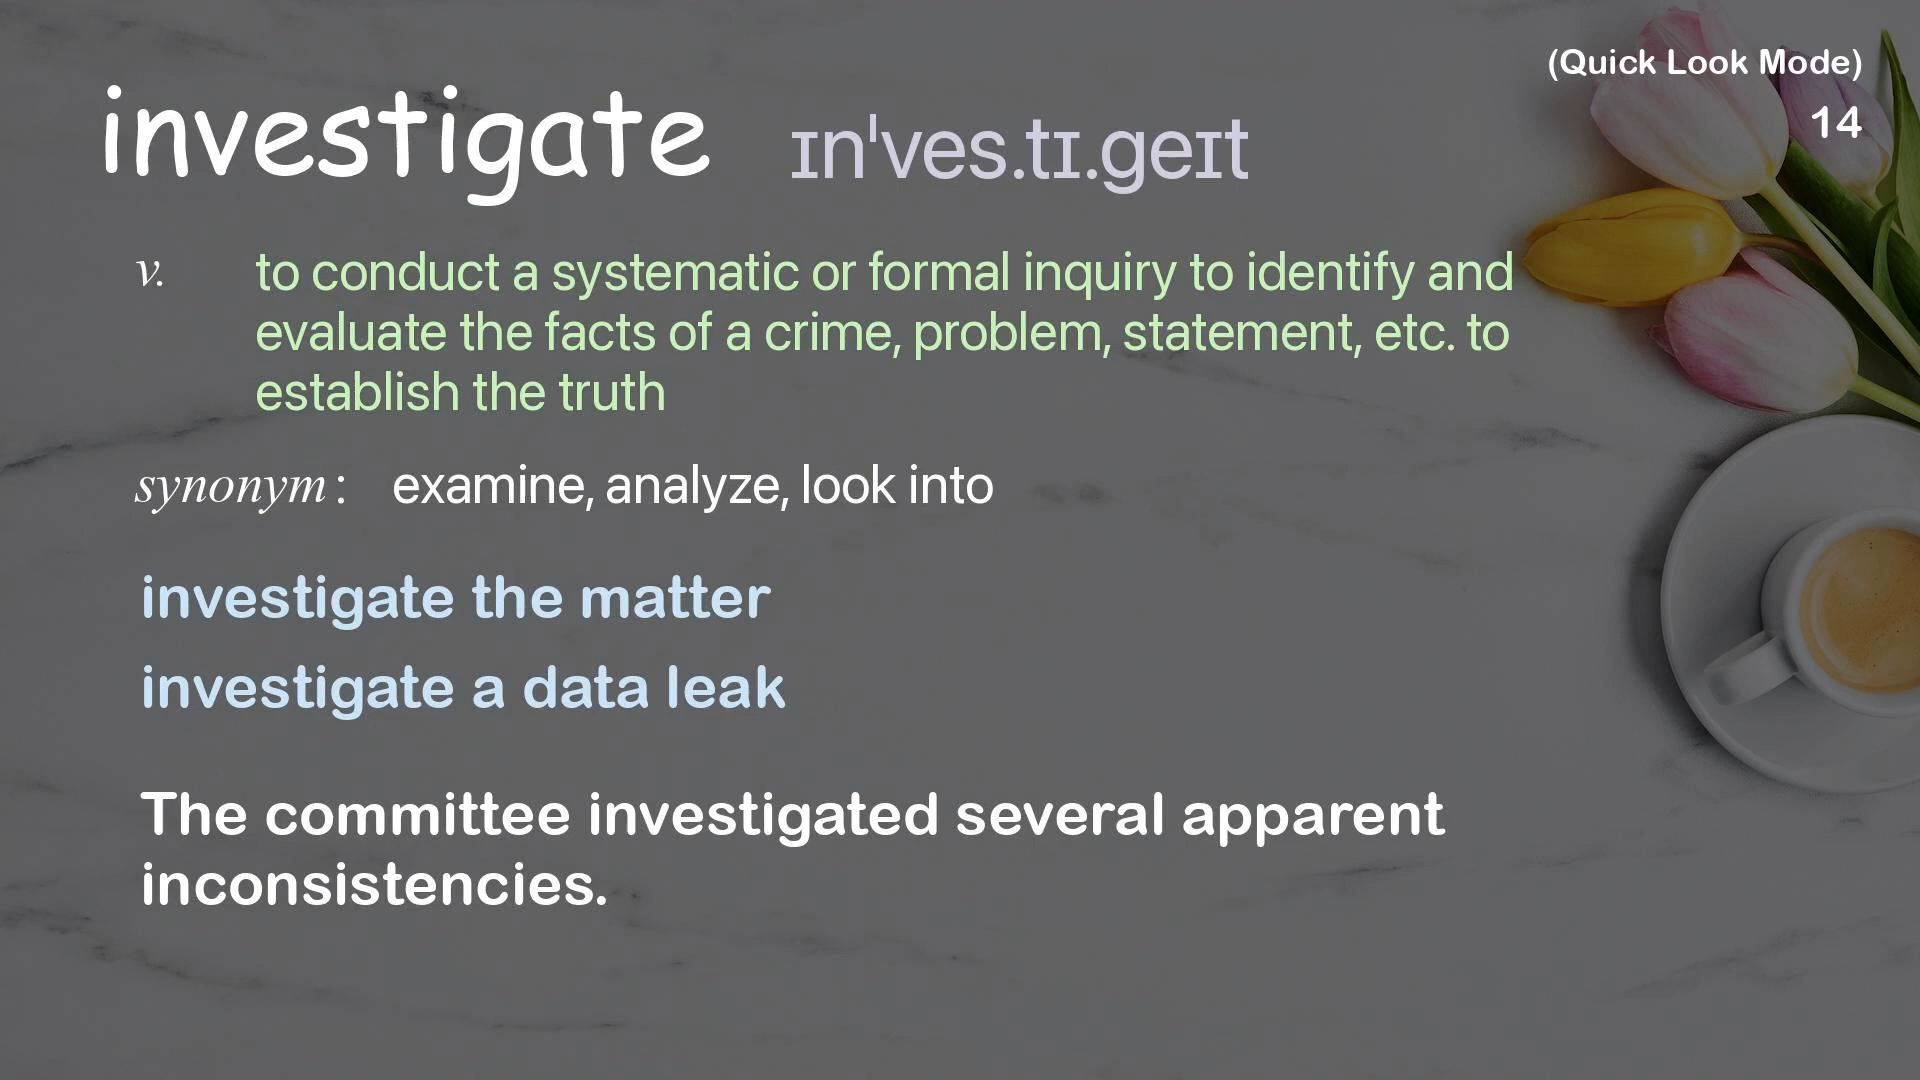 (Quick Look Mode)
14
investigate ɪnˈves.tɪ.geɪt
v. to conduct a systematic or formal inquiry to identify and
evaluate the facts of a crime, problem, statement, etc. to
establish the truth
synonym: examine, analyze, look into
investigate the matter
investigate a data leak
The committee investigated several apparent
inconsistencies.